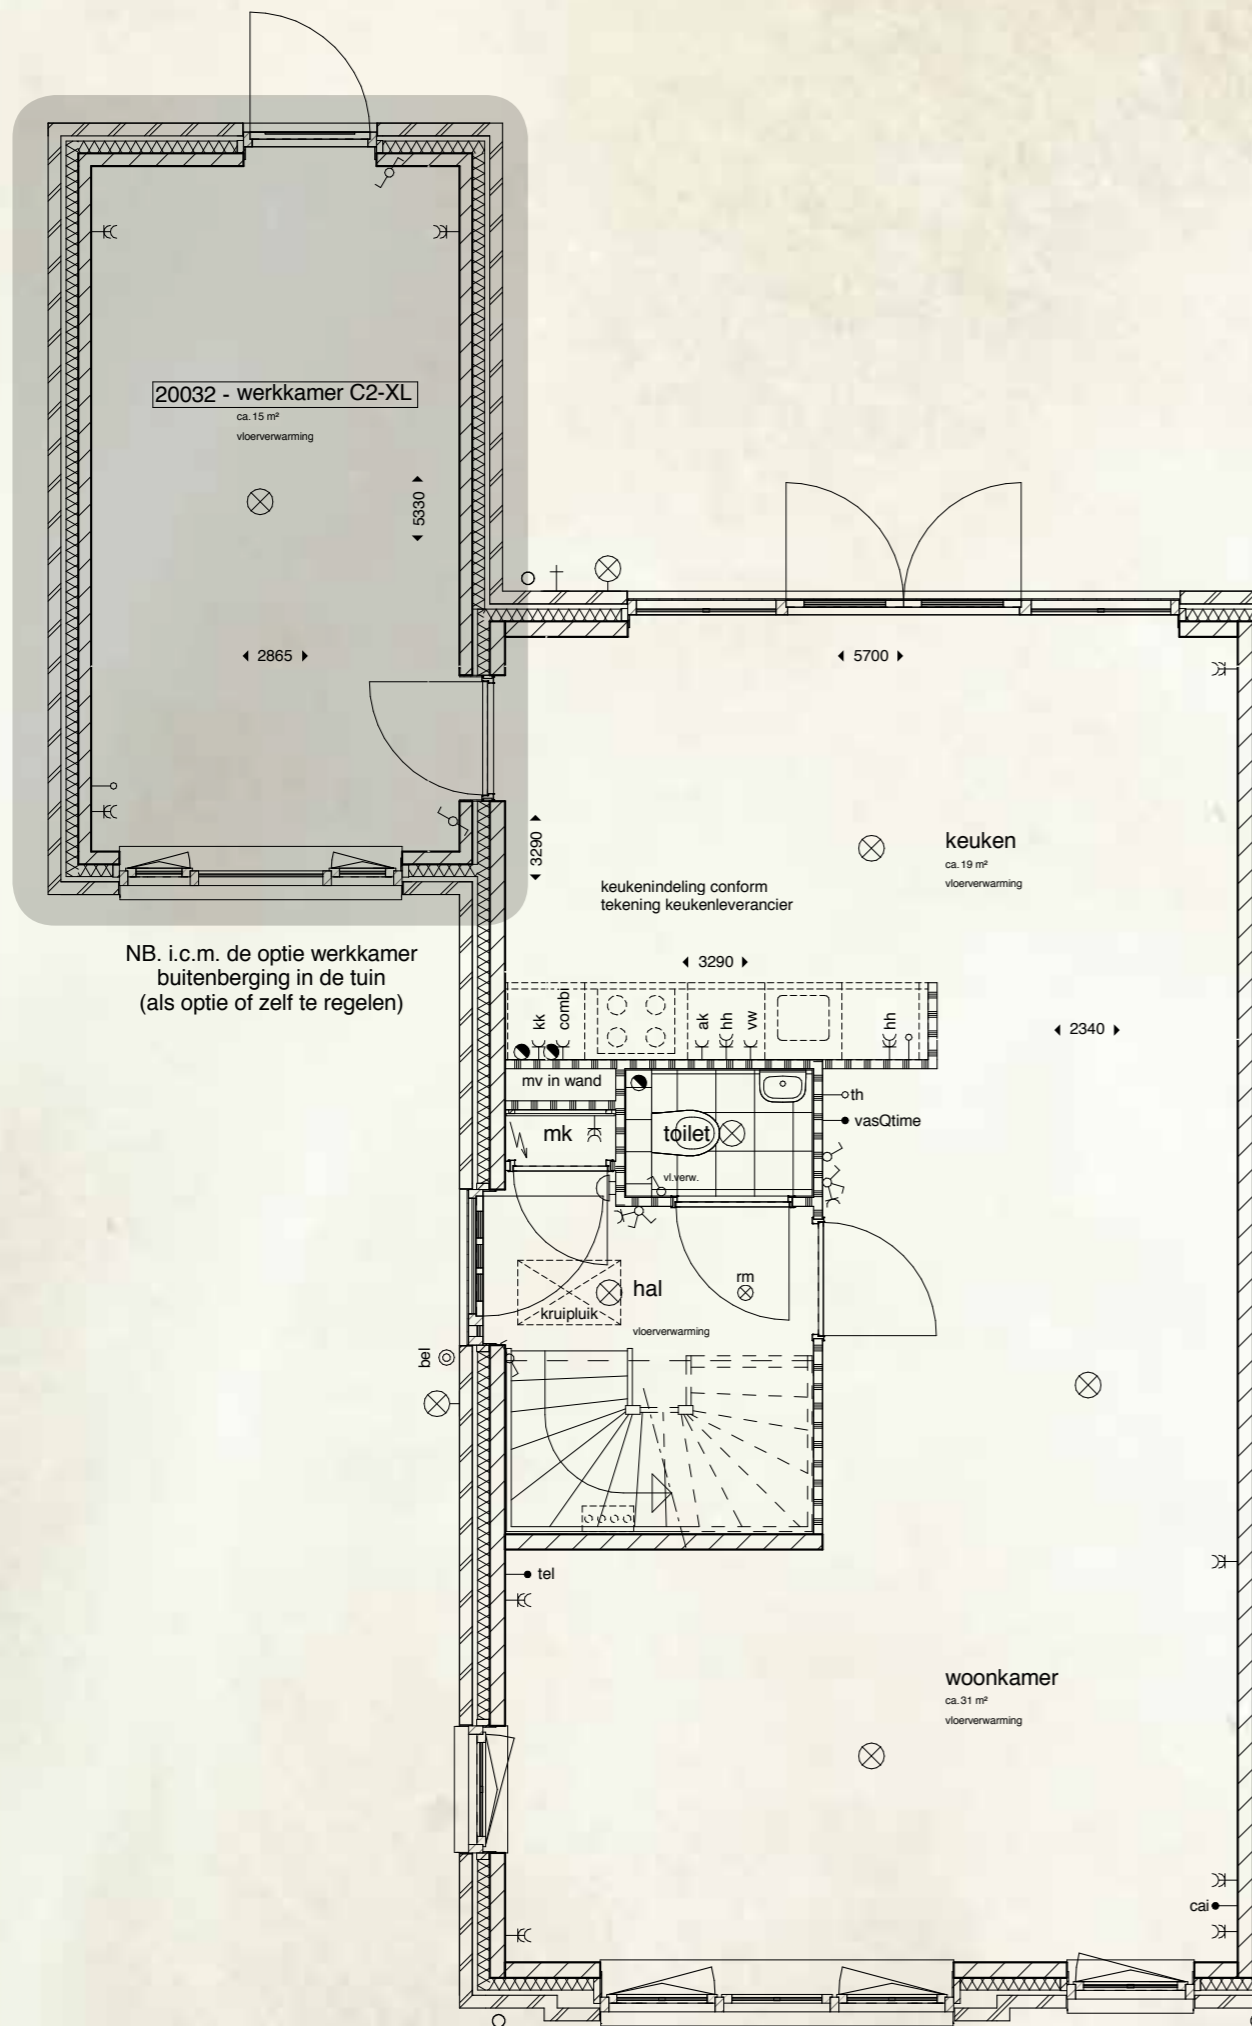 20032 - werkkamer C2-XL
ca. 15 m²
vloerverwarming
5330
2865
5700
3290
keuken
ca. 19 m²
vloerverwarming
keukenindeling conform
tekening keukenleverancier
NB. i.c.m. de optie werkkamer
buitenberging in de tuin
(als optie of zelf te regelen)
3290
kk
combi
ak
hh
vw
hh
2340
mv in wand
th
vasQtime
mk
toilet
vl.verw.
rm
hal
kruipluik
vloerverwarming
bel
tel
woonkamer
ca. 31 m²
vloerverwarming
cai